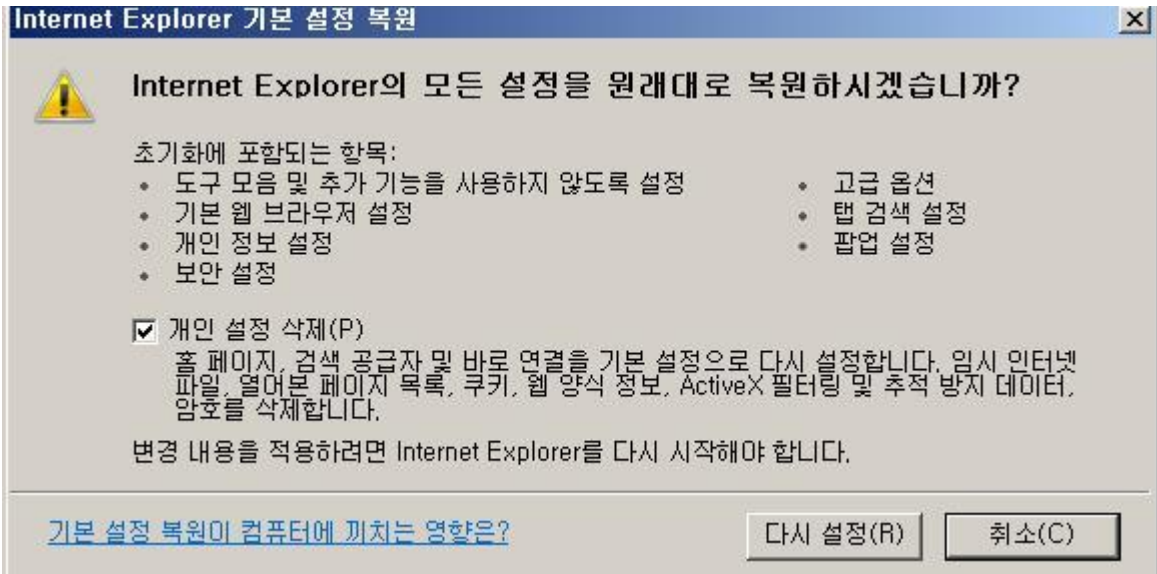 Internet Explorer 기본 설정 복원
Internet Explorer의 모든 설정을 원래대로 복원하시겠습니까?
초기화에 포함되는 항목:
• 도구 모음 및 추가 기능을 사용하지 않도록 설정
• 기본 웹 브라우저 설정
• 개인 정보 설정
• 보안 설정
• 고급 옵션
• 탭 검색 설정
• 팝업 설정
개인 설정 삭제(P)
홈 페이지, 검색 공급자 및 바로 연결을 기본 설정으로 다시 설정합니다. 임시 인터넷
파일, 열어본 페이지 목록, 쿠키, 웹 양식 정보, ActiveX 필터링 및 추적 방지 데이터,
암호를 삭제합니다.
변경 내용을 적용하려면 Internet Explorer를 다시 시작해야 합니다.
기본 설정 복원이 컴퓨터에 끼치는 영향은?
다시 설정(R)
취소(C)